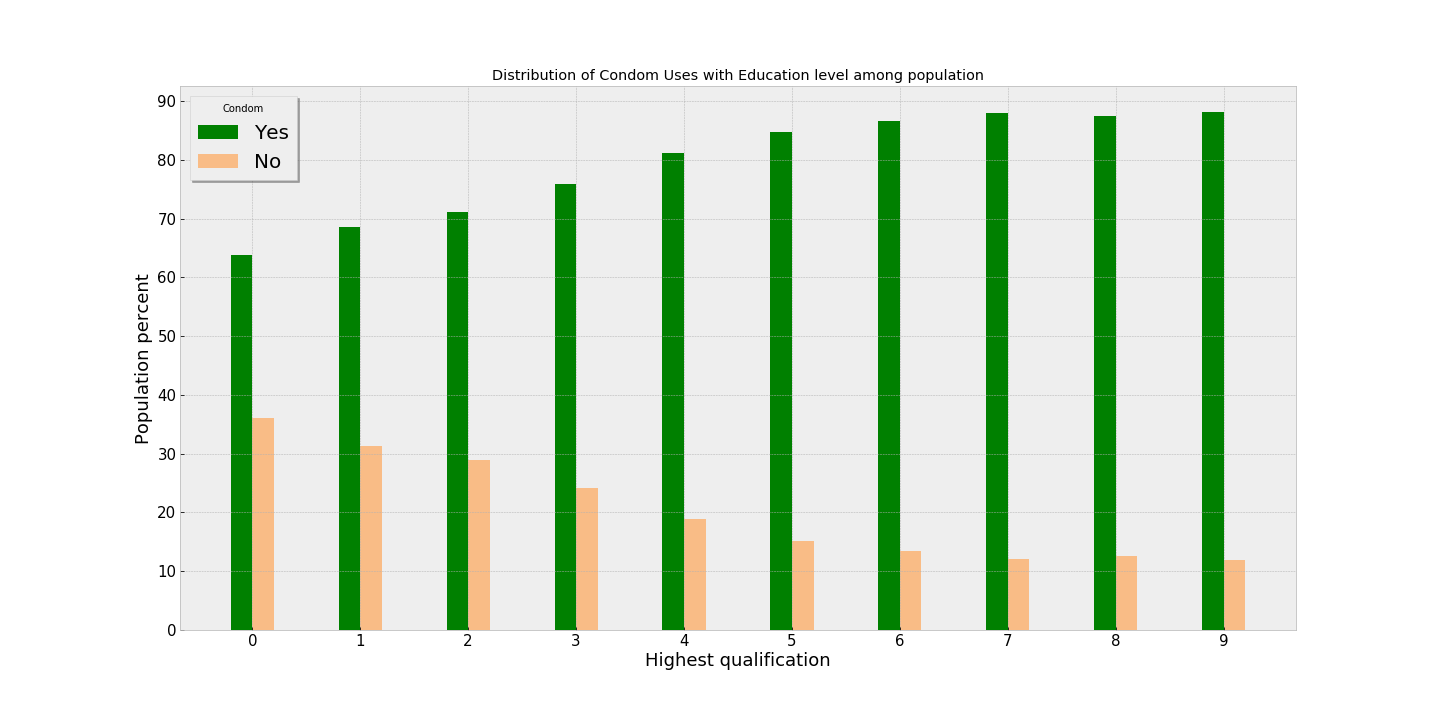 Distribution of Condom Uses with Education level among population
Condom
Yes
No
90
80
70
60
50
40
30
20
10
0
Population percent
0 1 2 3 4 5 6 7 8 9
Highest qualification